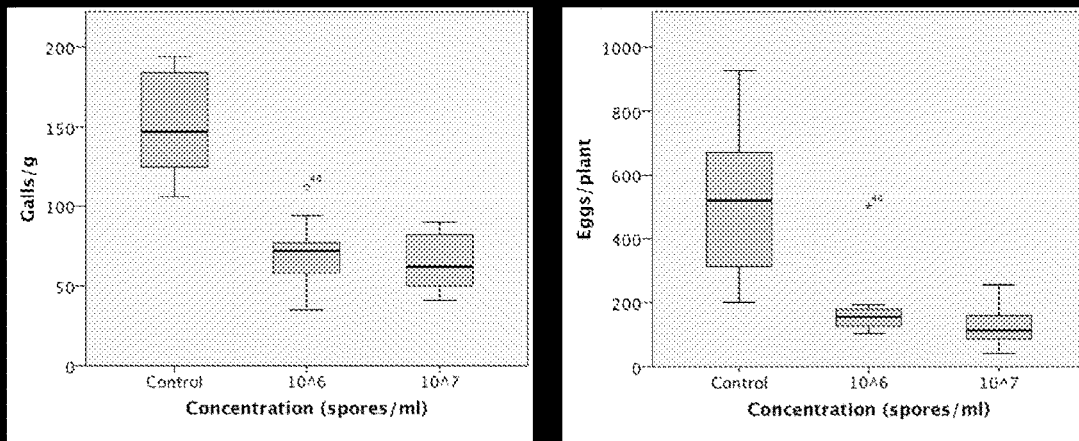 200
150
100
50
0
Galls/g
Control
10^6
10^7
Concentration (spores/ml)
1000
800
600
400
200
0
Eggs/plant
Control
10^6
10^7
Concentration (spores/ml)